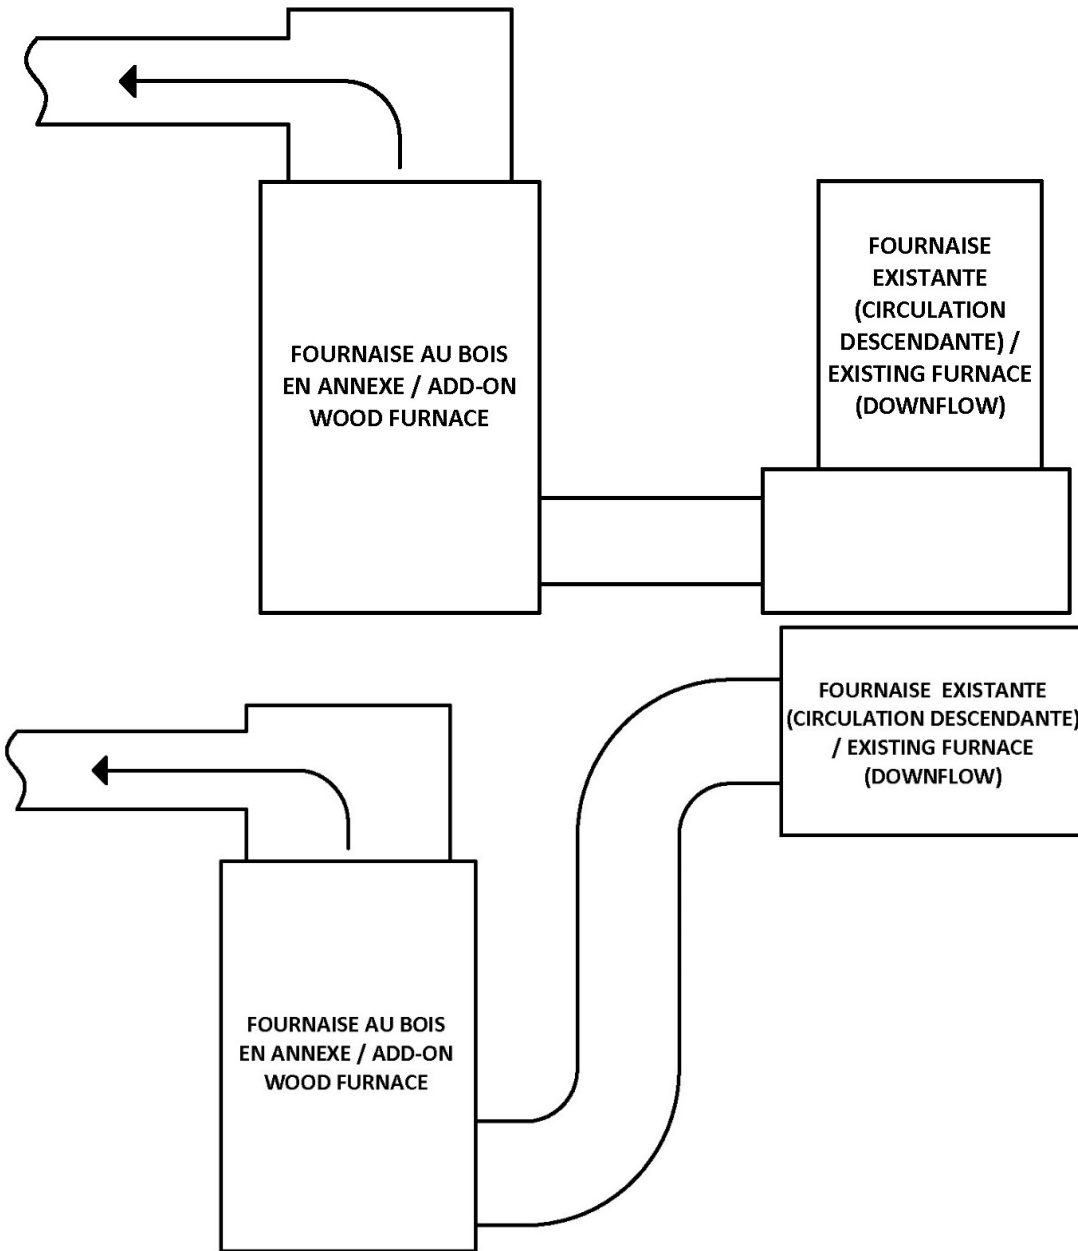 FOURNAISE
EXISTANTE
(CIRCULATION
DESCENDANTE) /
EXISTING FURNACE
(DOWNFLOW)
FOURNAISE AU BOIS
EN ANNEXE / ADD-ON
WOOD FURNACE
FOURNAISE EXISTANTE
(CIRCULATION DESCENDANTE)
/ EXISTING FURNACE
(DOWNFLOW)
FOURNAISE AU BOIS
EN ANNEXE / ADD-ON
WOOD FURNACE